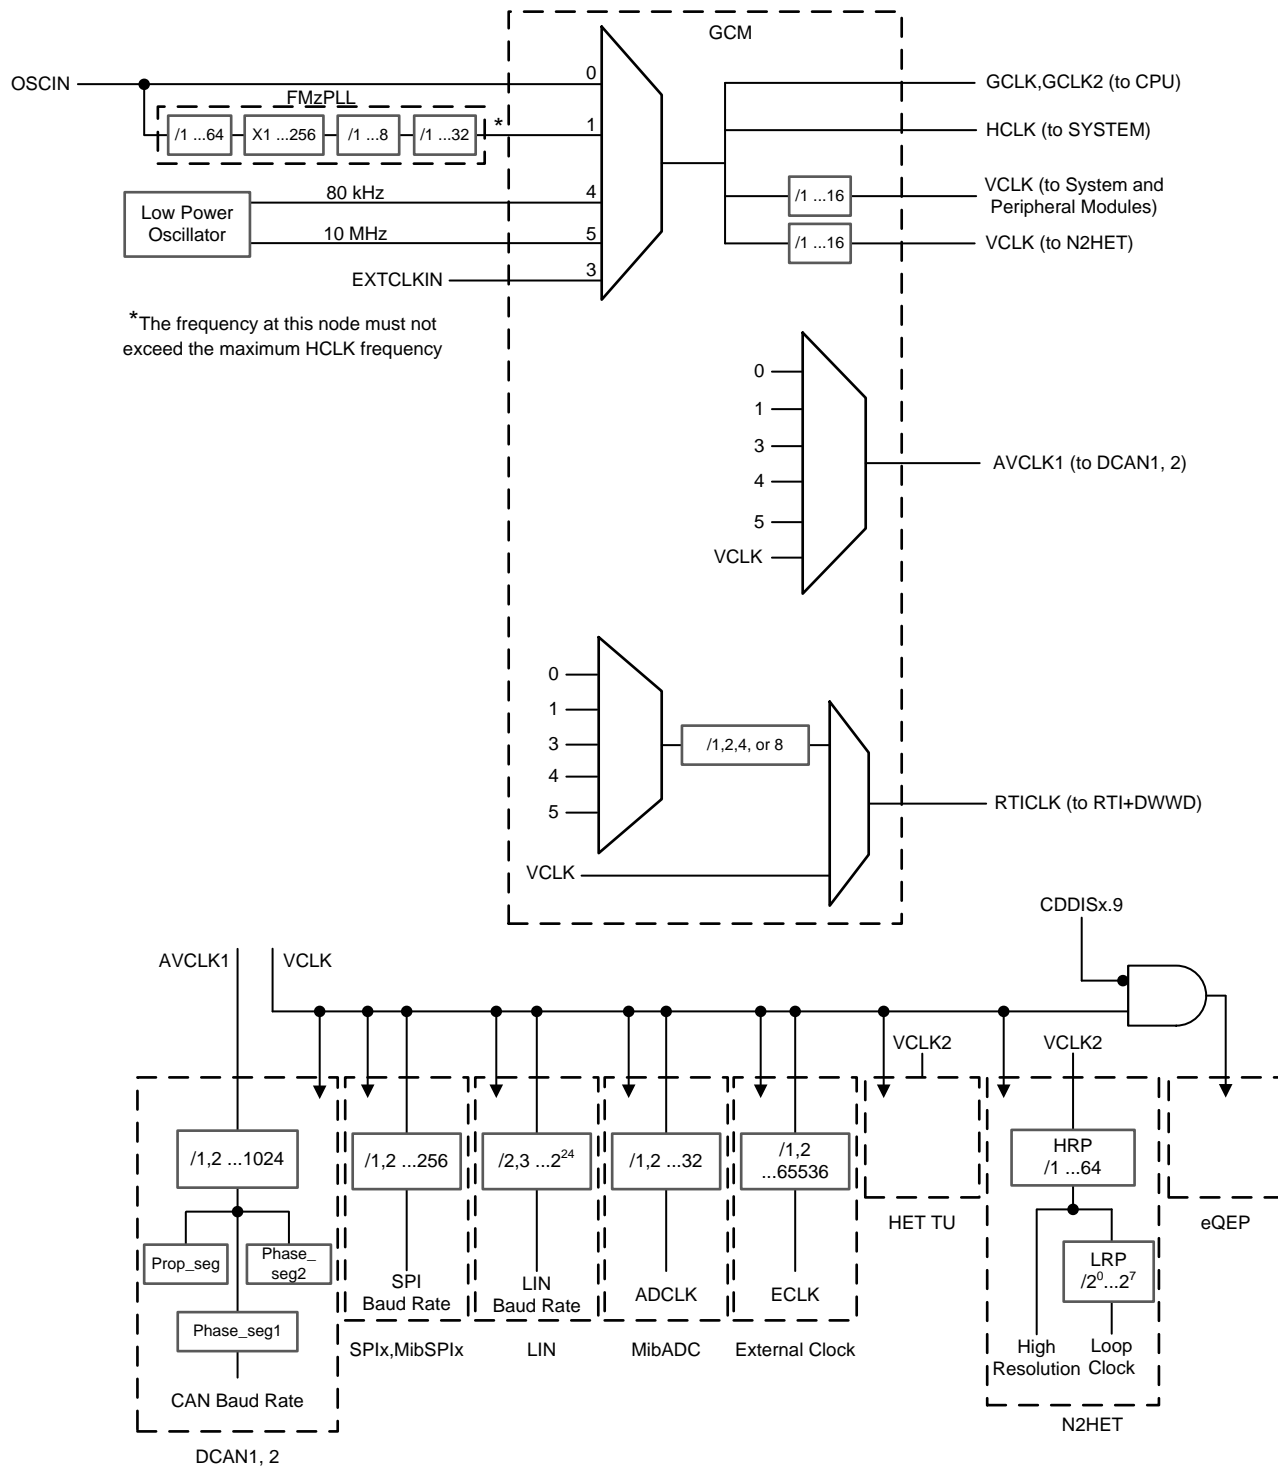 GCM
OSCIN
0
GCLK,GCLK2 (to CPU)
FMzPLL
/1 ...64
X1 ...256
/1 ...8
/1 ...32
*
1
HCLK (to SYSTEM)
Low Power
Oscillator
80 kHz
4
/1 ...16
VCLK (to System and
Peripheral Modules)
10 MHz
5
/1 ...16
VCLK (to N2HET)
EXTCLKIN
3
*The frequency at this node must not
exceed the maximum HCLK frequency
0
1
3
4
5
VCLK
AVCLK1 (to DCAN1, 2)
0
1
3
4
5
/1,2,4, or 8
VCLK
RTICLK (to RTI+DWWD)
CDDISx.9
AVCLK1
VCLK
VCLK2
VCLK2
/1,2 ...1024
/1,2 ...256
/2,3 ...2^24
/1,2 ...32
/1,2
...65536
HRP
/1 ...64
HET TU
eQEP
Prop_seg
Phase_
seg2
Phase_seg1
CAN Baud Rate
DCAN1, 2
SPI
Baud Rate
SPIx,MibSPIx
LIN
Baud Rate
LIN
ADCLK
MibADC
ECLK
External Clock
LRP
/2^0...2^7
High
Resolution
Loop
Clock
N2HET